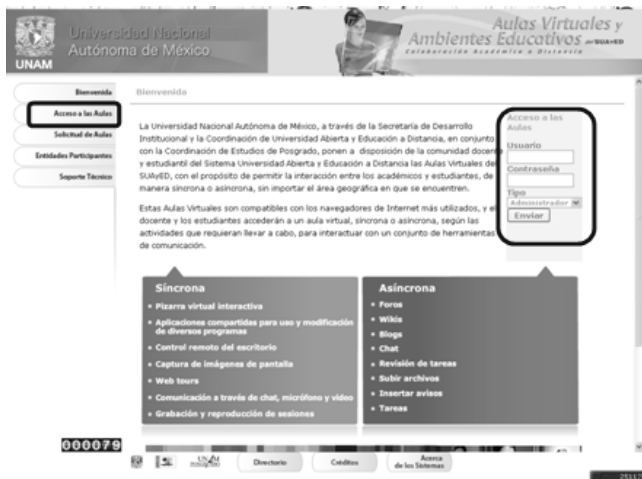 UNAM
Universidad Nacional
Autónoma de México
Aulas Virtuales y
Ambientes Educativos
SUAyED
Colaboración Académica a Distancia
Bienvenida
Acceso a las Aulas
Solicitud de Aulas
Entidades Participantes
Soporte Técnico
Bienvenida
La Universidad Nacional Autónoma de México, a través de la Secretaría de Desarrollo
Institucional y la Coordinación de Universidad Abierta y Educación a Distancia, en conjunto
con la Coordinación de Estudios de Posgrado, ponen a disposición de la comunidad docente
y estudiantil del Sistema Universidad Abierta y Educación a Distancia las Aulas Virtuales del
SUAyED, con el propósito de permitir la interacción entre los académicos y estudiantes, de
manera síncrona o asíncrona, sin importar el área geográfica en que se encuentren.
Estas Aulas Virtuales son compatibles con los navegadores de Internet más utilizados, y el
docente y los estudiantes accederán a un aula virtual, síncrona o asíncrona, según las
actividades que requieran llevar a cabo, para interactuar con un conjunto de herramientas
de comunicación.
Acceso a las
Aulas
Usuario
Contraseña
Tipo
Administrador
Enviar
Síncrona
Pizarra virtual interactiva
Aplicaciones compartidas para uso y modificación
de diversos programas
Control remoto del escritorio
Captura de imágenes de pantalla
Web tours
Comunicación a través de chat, micrófono y video
Grabación y reproducción de sesiones
Asíncrona
Foros
Wikis
Blogs
Chat
Revisión de tareas
Subir archivos
Insertar avisos
Tareas
000079
Directorio
Créditos
Acerca
de los Sistemas